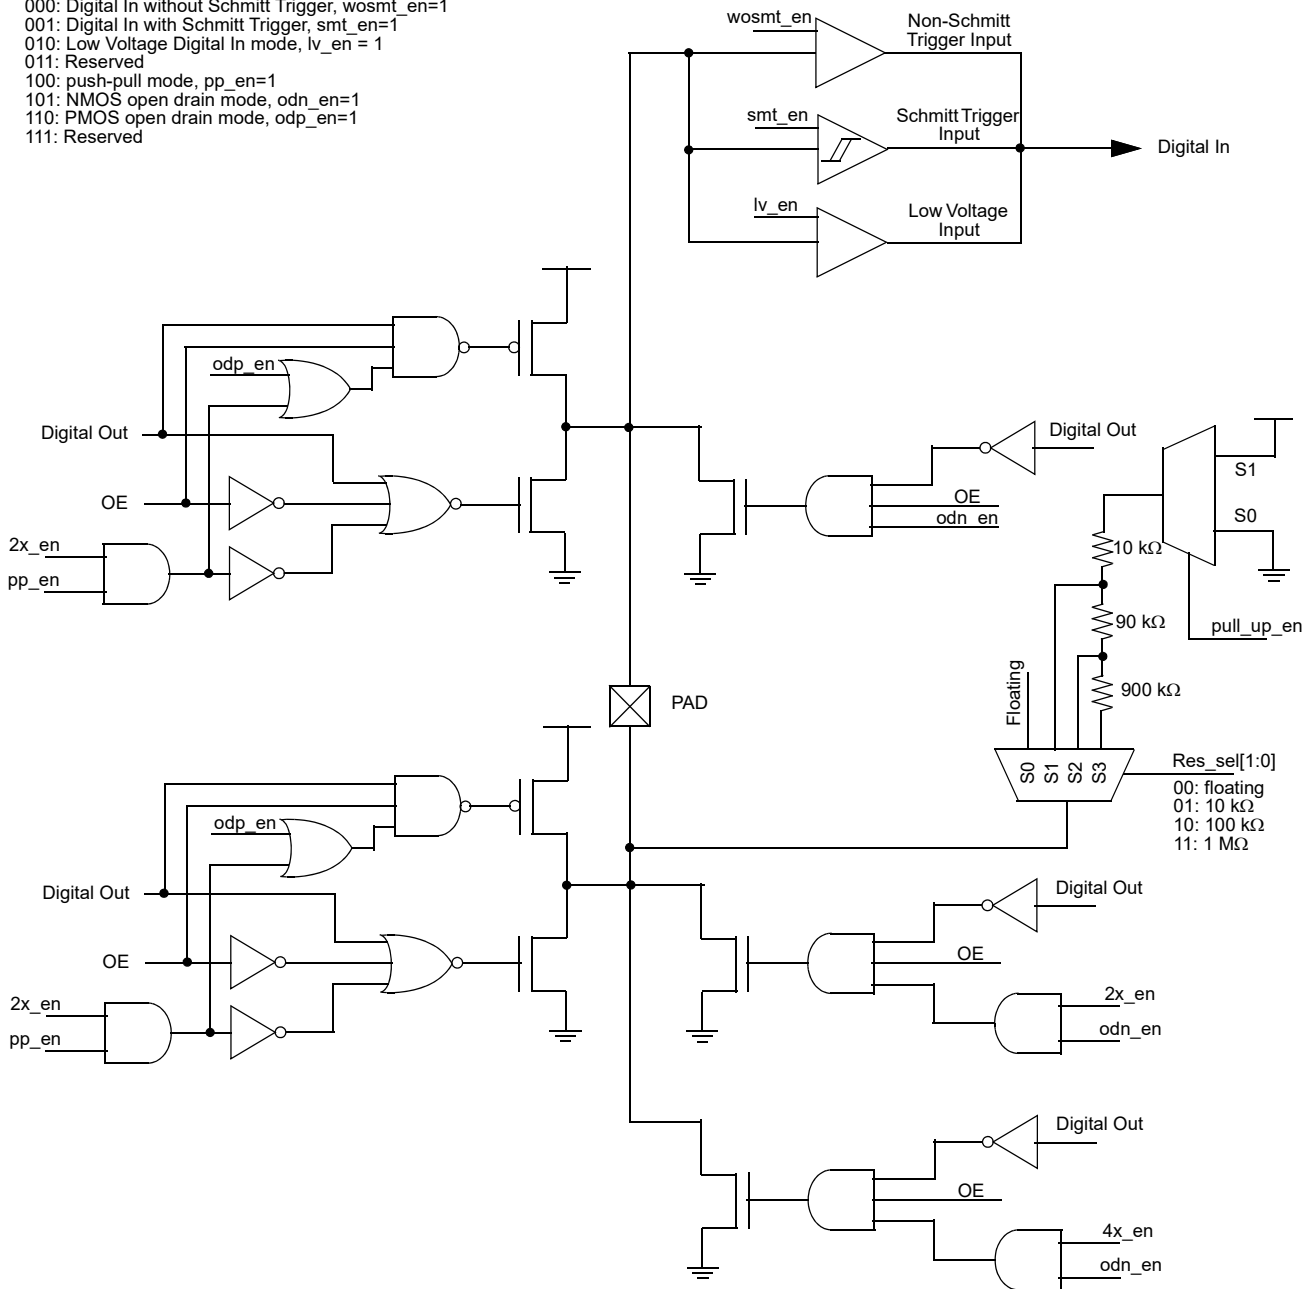 000: Digital In without Schmitt Trigger, wosmt_en=1
001: Digital In with Schmitt Trigger, smt_en=1
010: Low Voltage Digital In mode, lv_en = 1
011: Reserved
100: push-pull mode, pp_en=1
101: NMOS open drain mode, odn_en=1
110: PMOS open drain mode, odp_en=1
111: Reserved
wosmt_en
Non-Schmitt
Trigger Input
smt_en
Schmitt Trigger
Input
Digital In
lv_en
Low Voltage
Input
odp_en
Digital Out
OE
2x_en
pp_en
Digital Out
OE
odn_en
S1
S0
10 kΩ
90 kΩ
pull_up_en
900 kΩ
Floating
PAD
S0
S1
S2
S3
Res_sel[1:0]
00: floating
01: 10 kΩ
10: 100 kΩ
11: 1 MΩ
odp_en
Digital Out
OE
2x_en
pp_en
Digital Out
OE
2x_en
odn_en
Digital Out
OE
4x_en
odn_en